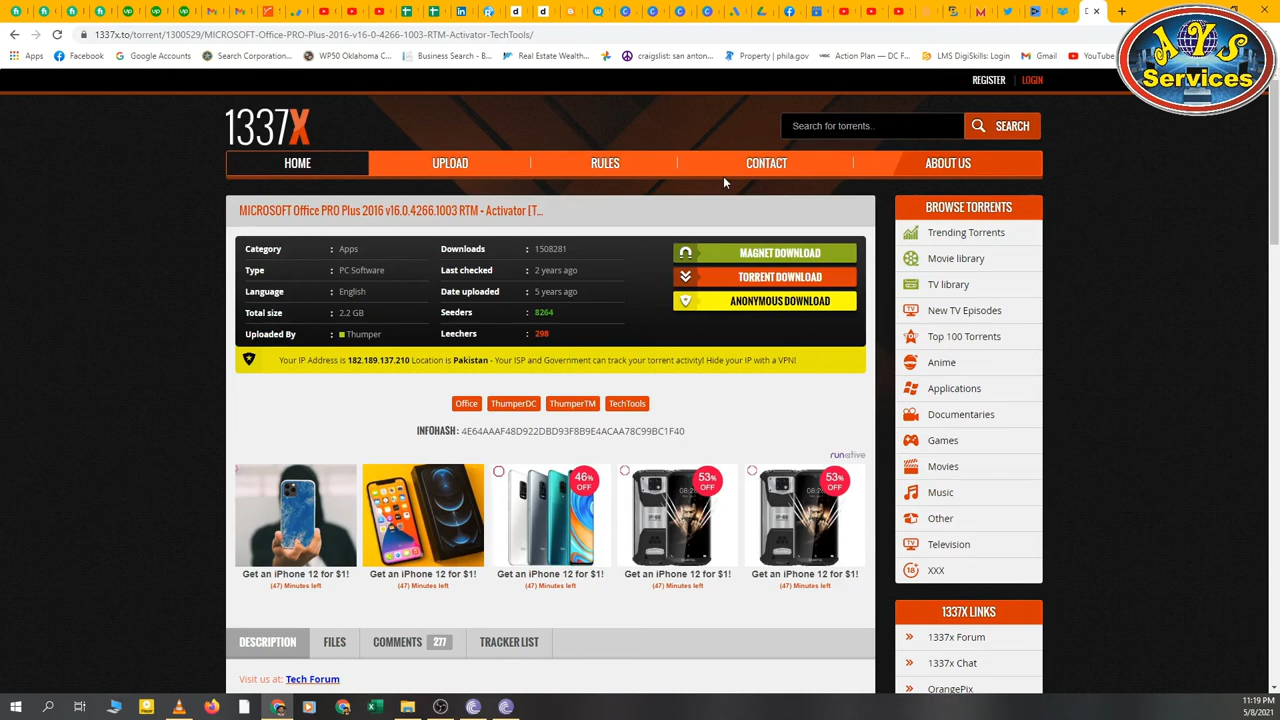 1337x.to/torrent/1300529/MICROSOFT-Office-PRO-Plus-2016-v16-0-4266-1003-RTM-Activator-TechTools/
Apps
Facebook
Google Accounts
Search Corporation...
WP50 Oklahoma C...
Business Search - B...
Real Estate Wealth...
craigslist: san anton...
Property | phila.gov
Action Plan — DC F...
LMS DigiSkills: Login
Gmail
YouTube
AYS
Services
REGISTER | LOGIN
1337X
Search for torrents..
SEARCH
HOME
UPLOAD
RULES
CONTACT
ABOUT US
MICROSOFT Office PRO Plus 2016 v16.0.4266.1003 RTM - Activator [T...
Category : Apps
Type : PC Software
Language : English
Total size : 2.2 GB
Uploaded By : Thumper
Downloads : 1508281
Last checked : 2 years ago
Date uploaded : 5 years ago
Seeders : 8264
Leechers : 298
MAGNET DOWNLOAD
TORRENT DOWNLOAD
ANONYMOUS DOWNLOAD
Your IP Address is 182.189.137.210 Location is Pakistan - Your ISP and Government can track your torrent activity! Hide your IP with a VPN!
Office
ThumperDC
ThumperTM
TechTools
INFOHASH : 4E64AAAF48D922DBD93F8B9E4ACAA78C99BC1F40
runative
46% OFF
53% OFF
53% OFF
Get an iPhone 12 for $1!
(47) Minutes left
Get an iPhone 12 for $1!
(47) Minutes left
Get an iPhone 12 for $1!
(47) Minutes left
Get an iPhone 12 for $1!
(47) Minutes left
Get an iPhone 12 for $1!
(47) Minutes left
DESCRIPTION
FILES
COMMENTS 277
TRACKER LIST
Visit us at: Tech Forum
BROWSE TORRENTS
Trending Torrents
Movie library
TV library
New TV Episodes
Top 100 Torrents
Anime
Applications
Documentaries
Games
Movies
Music
Other
Television
XXX
1337X LINKS
1337x Forum
1337x Chat
OrangePix
11:19 PM
5/8/2021